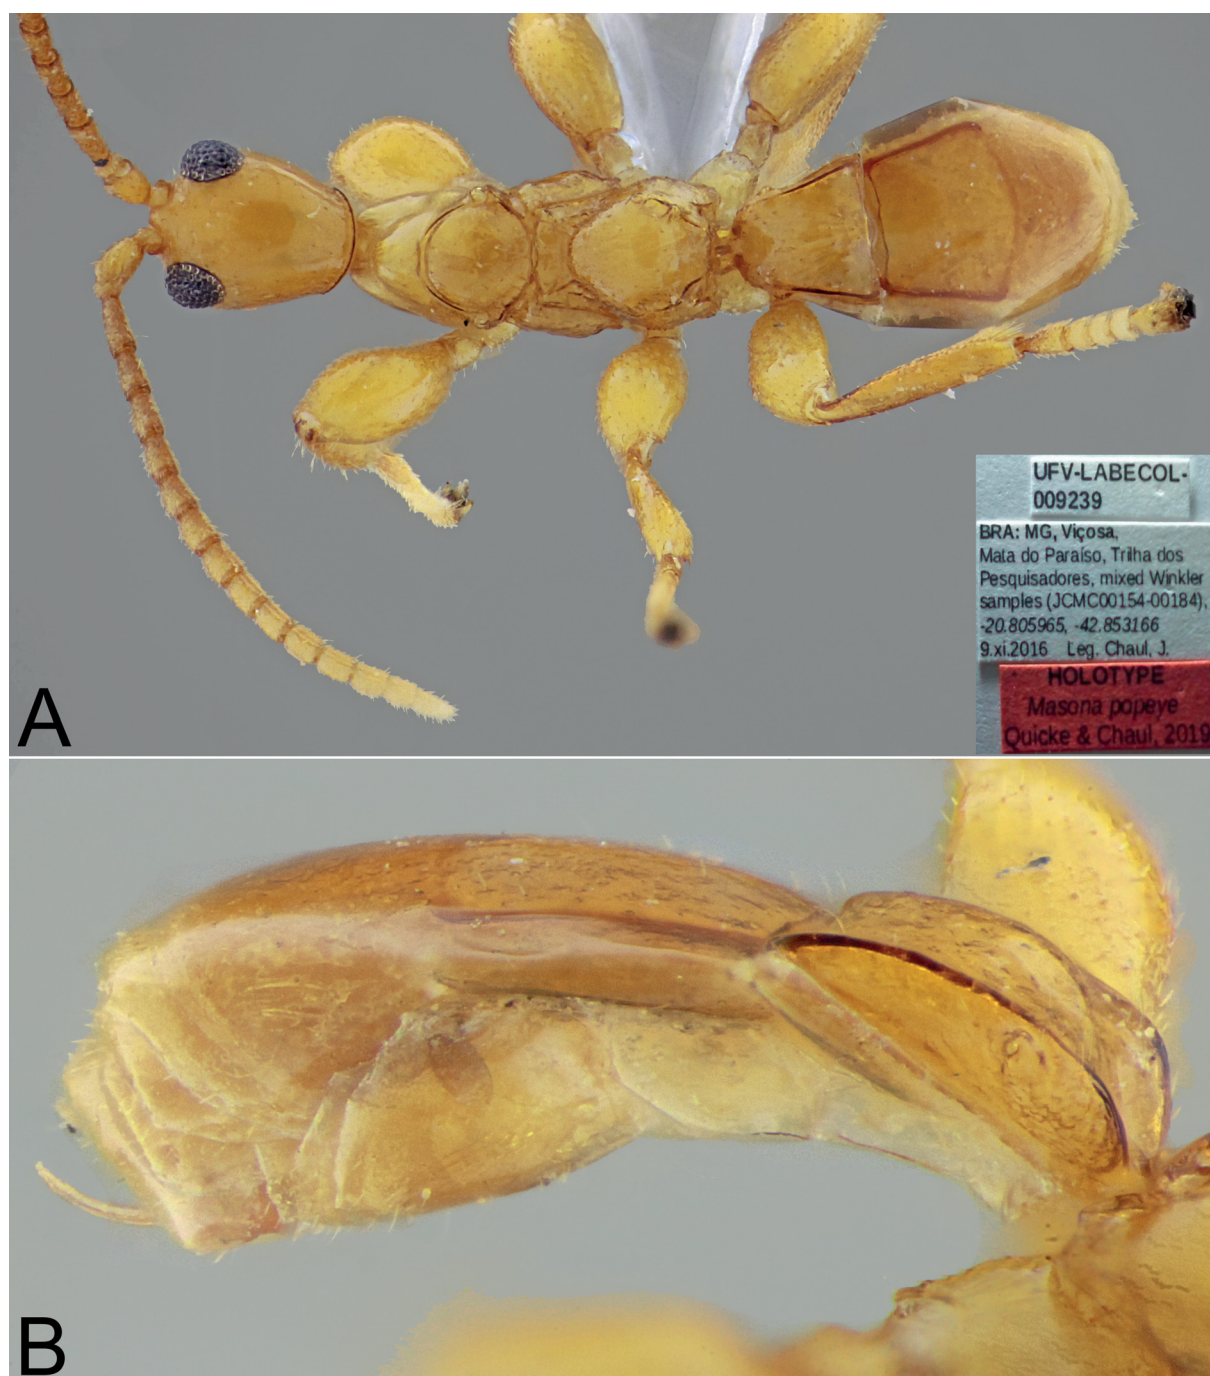 A
UFV-LABECOL-
009239
BRA: MG, Viçosa,
Mata do Paraíso, Trilha dos
Pesquisadores, mixed Winkler
samples (JCMC00154-00184),
-20.805965, -42.853166
9.xi.2016 Leg. Chaul, J.
HOLOTYPE
Masona popeye
Quicke & Chaul, 2019
B